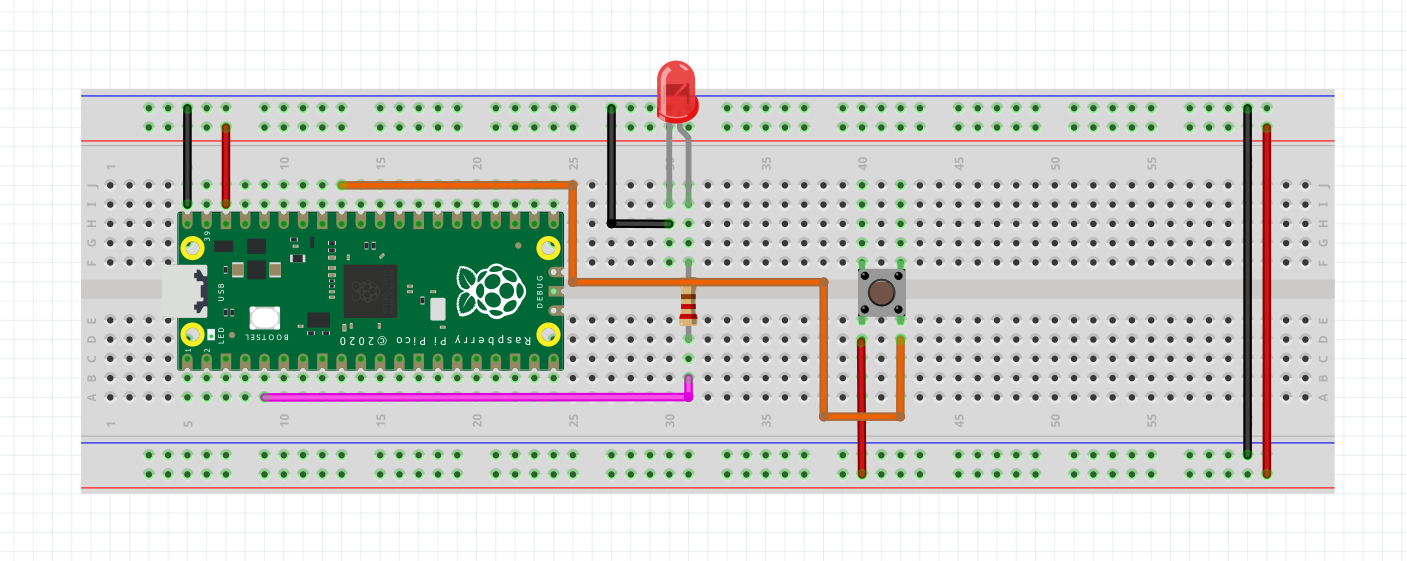 1 10 15 20 25 30 35 40 45 50 55
J J
I I
H H
G G
F F
39
USB
DEBUG
LED
BOOTSEL
Raspberry Pi Pico © 2020
1 2
E E
D D
C C
B B
A A
1 5 10 15 20 25 30 35 40 45 50 55